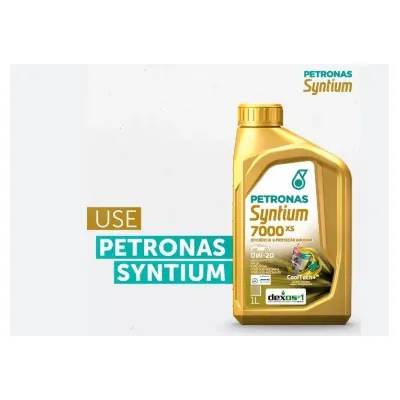 PETRONAS
Syntium
USE
PETRONAS
SYNTIUM
PETRONAS
Syntium
7000 XS
0W-20
CoolTech+
dexos1
1L